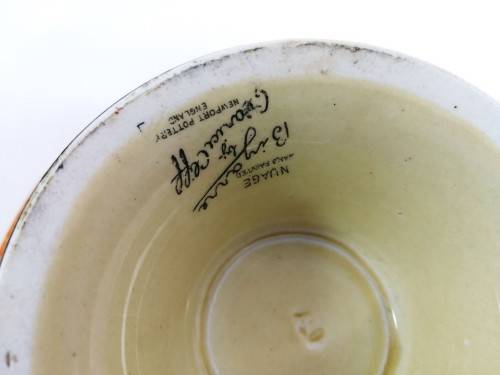 NUAGE
HAND PAINTED
Bizarre
by
Clarice Cliff
NEWPORT POTTERY
ENGLAND